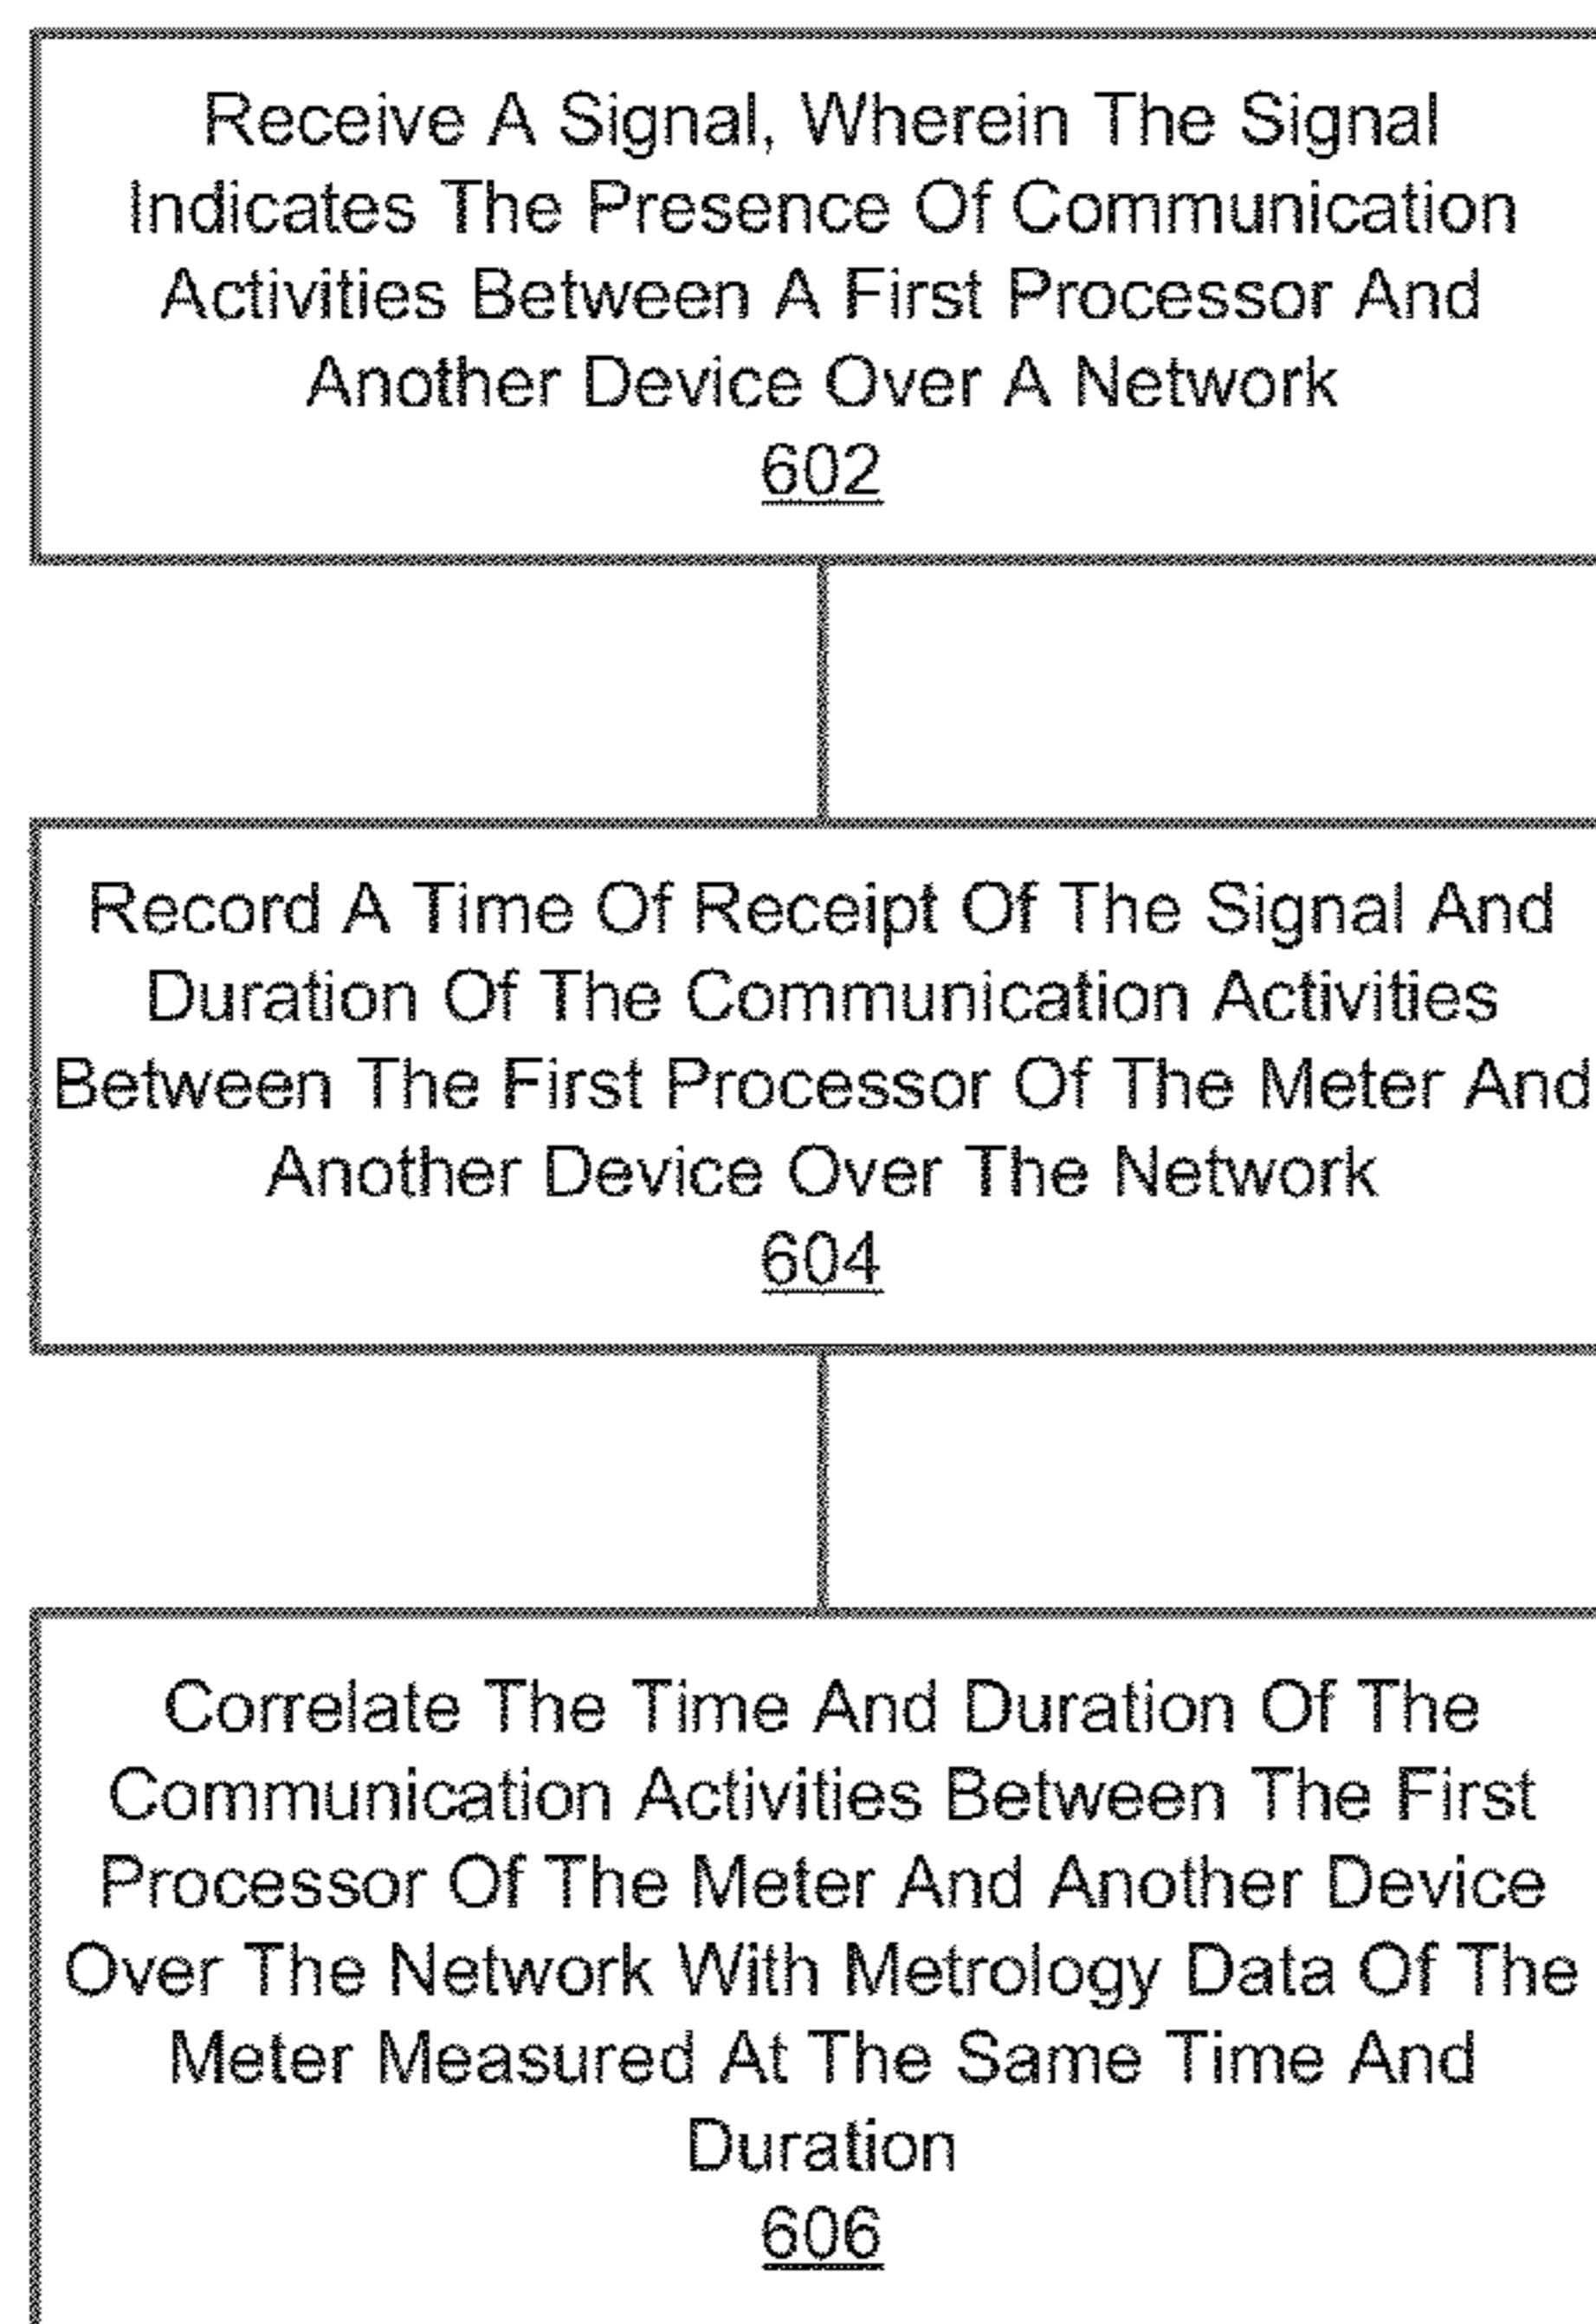 Receive A Signal, Wherein The Signal
Indicates The Presence Of Communication
Activities Between A First Processor And
Another Device Over A Network
602
Record A Time Of Receipt Of The Signal And
Duration Of The Communication Activities
Between The First Processor Of The Meter And
Another Device Over The Network
604
Correlate The Time And Duration Of The
Communication Activities Between The First
Processor Of The Meter And Another Device
Over The Network With Metrology Data Of The
Meter Measured At The Same Time And
Duration
606